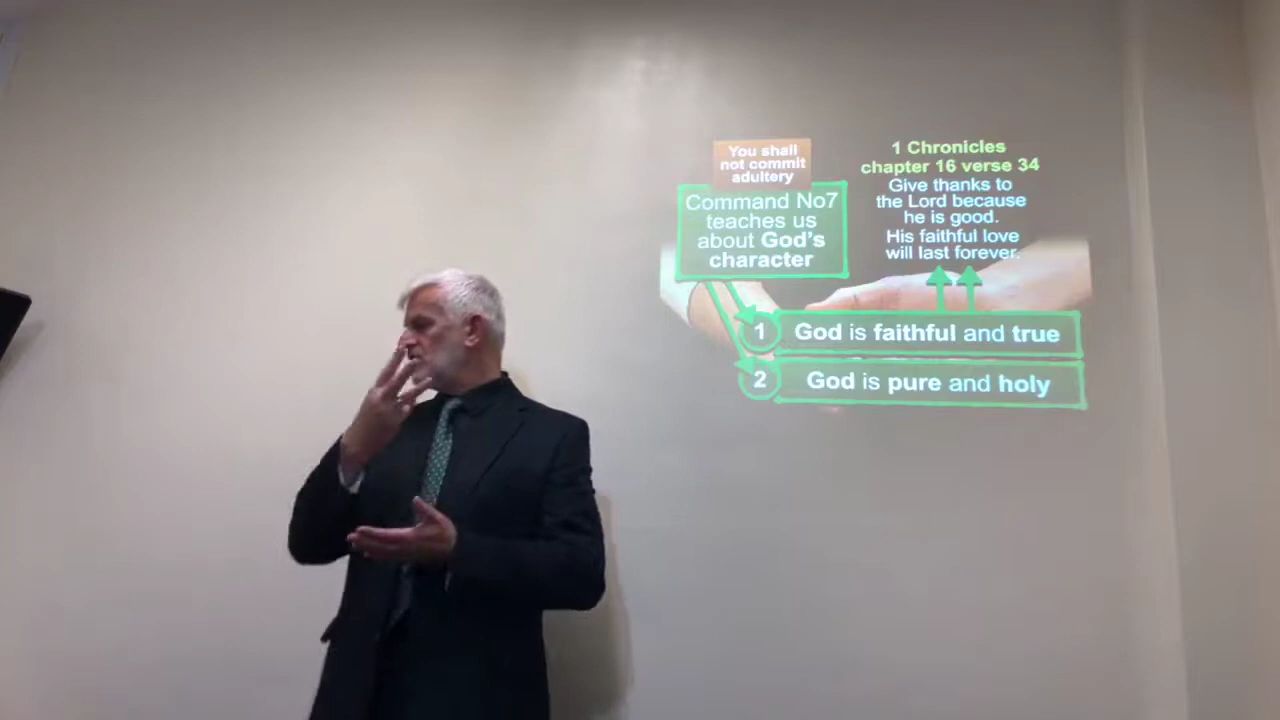 You shall
not commit
adultery
Command No7
teaches us
about God's
character
1 Chronicles
chapter 16 verse 34
Give thanks to
the Lord because
he is good.
His faithful love
will last forever.
1 God is faithful and true
2 God is pure and holy